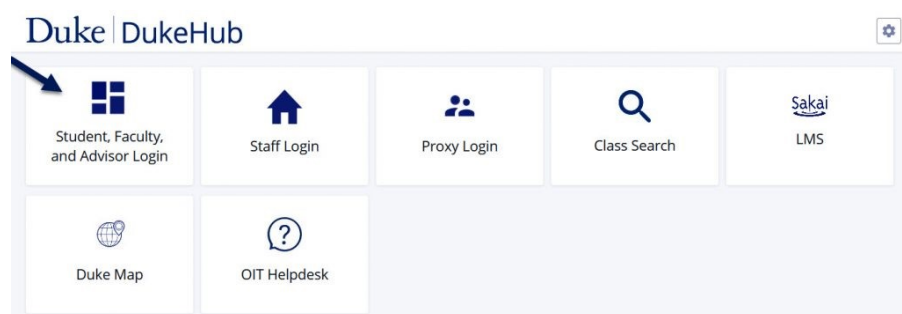 Duke DukeHub
Student, Faculty,
and Advisor Login
Staff Login
Proxy Login
Class Search
Sakai
LMS
Duke Map
?
OIT Helpdesk